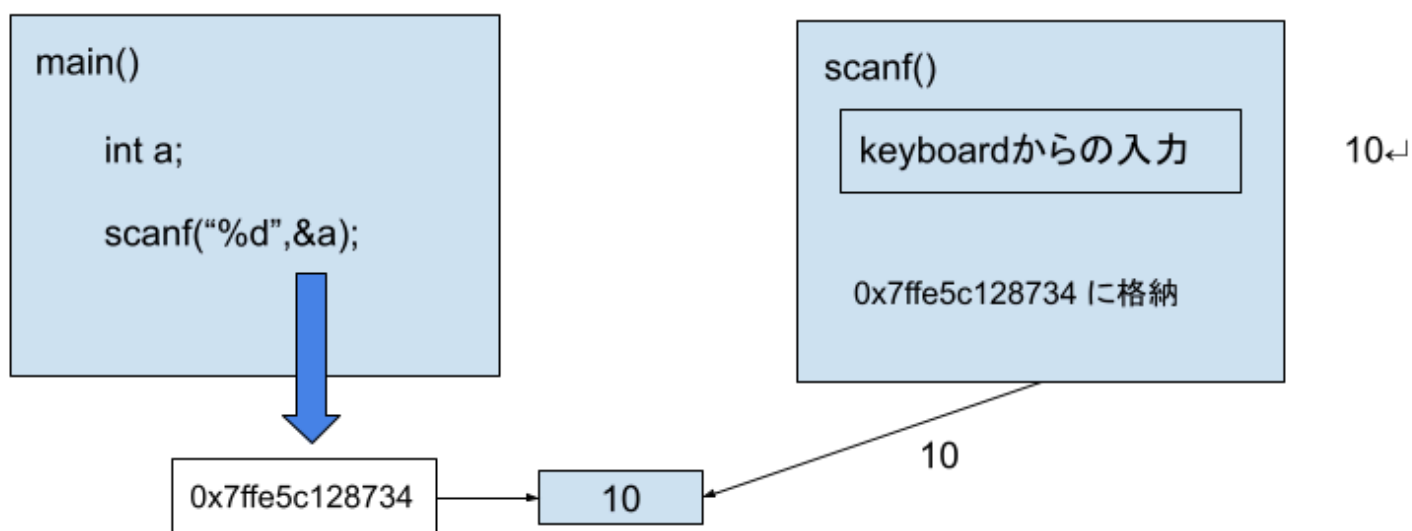 main()
int a;
scanf(“%d”,&a);
0x7ffe5c128734
10
scanf()
keyboardからの入力
10↵
0x7ffe5c128734 に格納
10